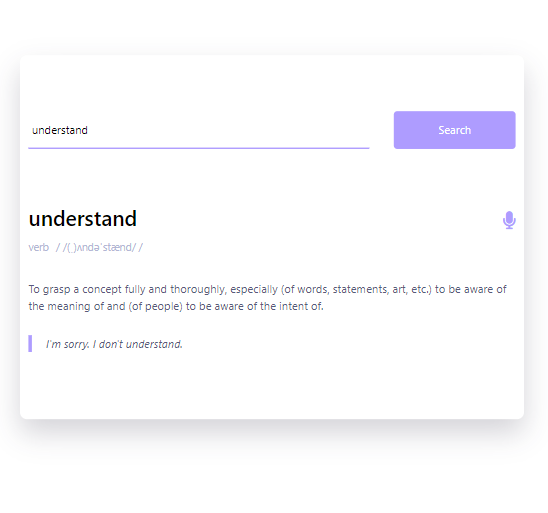 understand
Search
understand
verb / /(ˌ)ʌndəˈstænd/ /
To grasp a concept fully and thoroughly, especially (of words, statements, art, etc.) to be aware of
the meaning of and (of people) to be aware of the intent of.
I'm sorry. I don't understand.